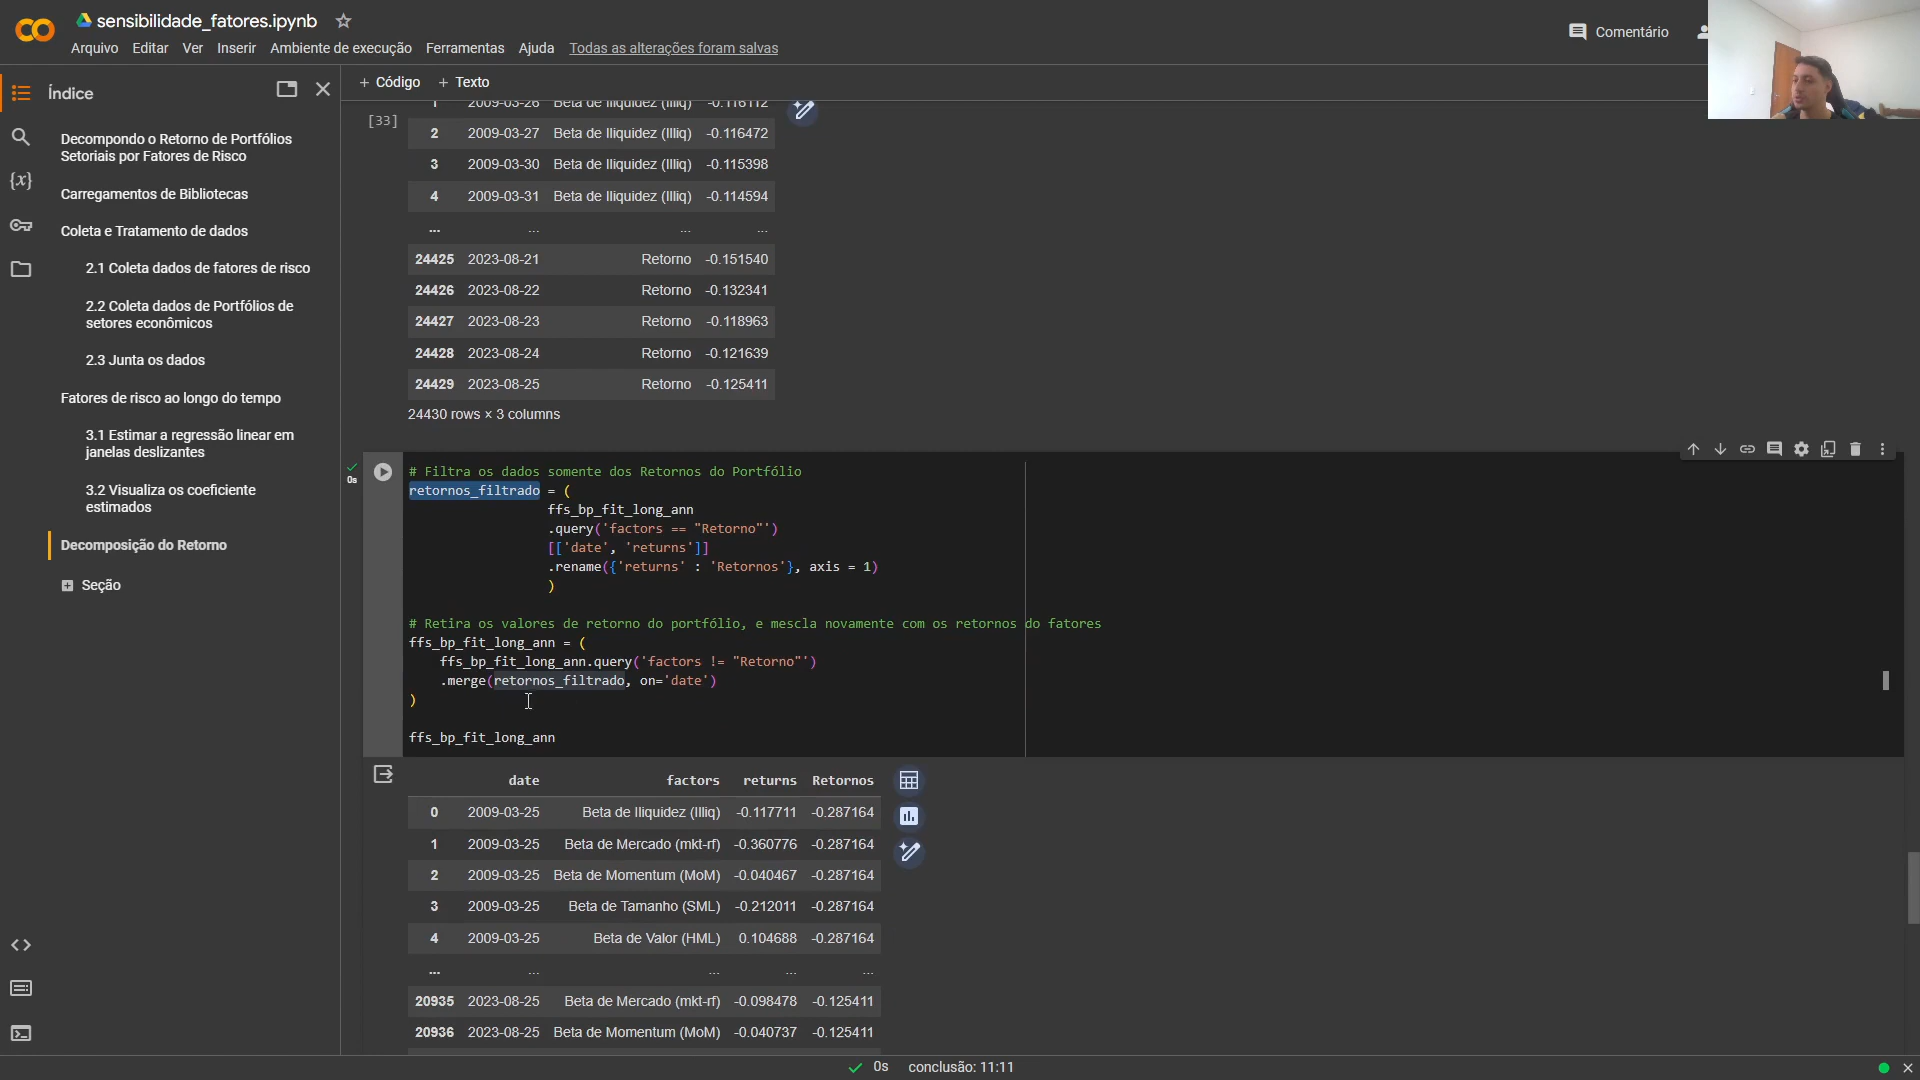 sensibilidade_fatores.ipynb
Arquivo Editar Ver Inserir Ambiente de execução Ferramentas Ajuda Todas as alterações foram salvas
Comentário
Índice
+ Código + Texto
Decompondo o Retorno de Portfólios
Setoriais por Fatores de Risco
Carregamentos de Bibliotecas
Coleta e Tratamento de dados
2.1 Coleta dados de fatores de risco
2.2 Coleta dados de Portfólios de
setores econômicos
2.3 Junta os dados
Fatores de risco ao longo do tempo
3.1 Estimar a regressão linear em
janelas deslizantes
3.2 Visualiza os coeficiente
estimados
Decomposição do Retorno
Seção
[33]
1 2009-03-26 Beta de Iliquidez (Illiq) -0.116112
2 2009-03-27 Beta de Iliquidez (Illiq) -0.116472
3 2009-03-30 Beta de Iliquidez (Illiq) -0.115398
4 2009-03-31 Beta de Iliquidez (Illiq) -0.114594
... ... ... ...
24425 2023-08-21 Retorno -0.151540
24426 2023-08-22 Retorno -0.132341
24427 2023-08-23 Retorno -0.118963
24428 2023-08-24 Retorno -0.121639
24429 2023-08-25 Retorno -0.125411
24430 rows × 3 columns
0s
# Filtra os dados somente dos Retornos do Portfólio
retornos_filtrado = (
ffs_bp_fit_long_ann
.query('factors == "Retorno"')
[['date', 'returns']]
.rename({'returns' : 'Retornos'}, axis = 1)
)
# Retira os valores de retorno do portfólio, e mescla novamente com os retornos do fatores
ffs_bp_fit_long_ann = (
ffs_bp_fit_long_ann.query('factors != "Retorno"')
.merge(retornos_filtrado, on='date')
)
ffs_bp_fit_long_ann
date factors returns Retornos
0 2009-03-25 Beta de Iliquidez (Illiq) -0.117711 -0.287164
1 2009-03-25 Beta de Mercado (mkt-rf) -0.360776 -0.287164
2 2009-03-25 Beta de Momentum (MoM) -0.040467 -0.287164
3 2009-03-25 Beta de Tamanho (SML) -0.212011 -0.287164
4 2009-03-25 Beta de Valor (HML) 0.104688 -0.287164
... ... ... ... ...
20935 2023-08-25 Beta de Mercado (mkt-rf) -0.098478 -0.125411
20936 2023-08-25 Beta de Momentum (MoM) -0.040737 -0.125411
0s conclusão: 11:11